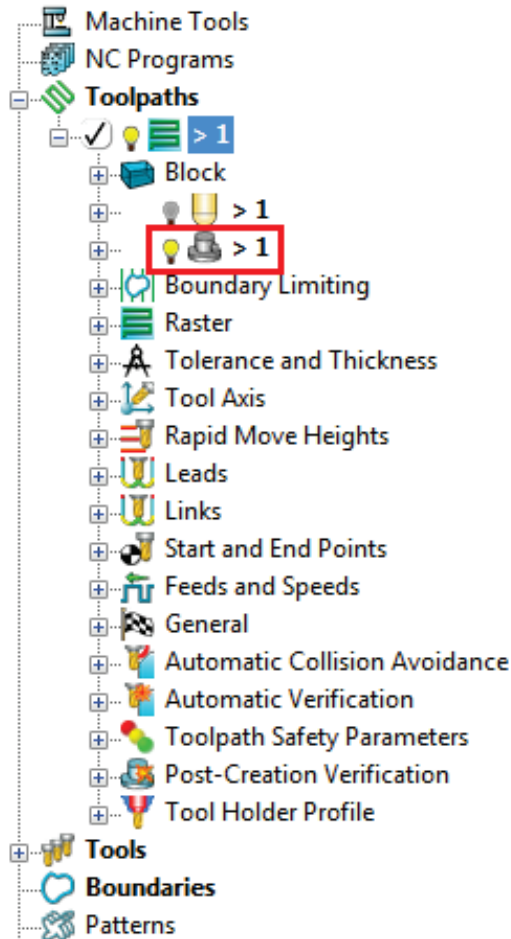 Machine Tools
NC Programs
Toolpaths
> 1
Block
> 1
> 1
Boundary Limiting
Raster
Tolerance and Thickness
Tool Axis
Rapid Move Heights
Leads
Links
Start and End Points
Feeds and Speeds
General
Automatic Collision Avoidance
Automatic Verification
Toolpath Safety Parameters
Post-Creation Verification
Tool Holder Profile
Tools
Boundaries
Patterns